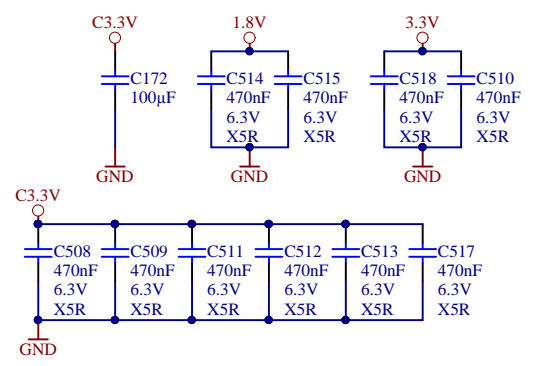 C3.3V
1.8V
3.3V
C172
100µF
C514
470nF
6.3V
X5R
C515
470nF
6.3V
X5R
C518
470nF
6.3V
X5R
C510
470nF
6.3V
X5R
GND
GND
GND
C3.3V
C508
470nF
6.3V
X5R
C509
470nF
6.3V
X5R
C511
470nF
6.3V
X5R
C512
470nF
6.3V
X5R
C513
470nF
6.3V
X5R
C517
470nF
6.3V
X5R
GND